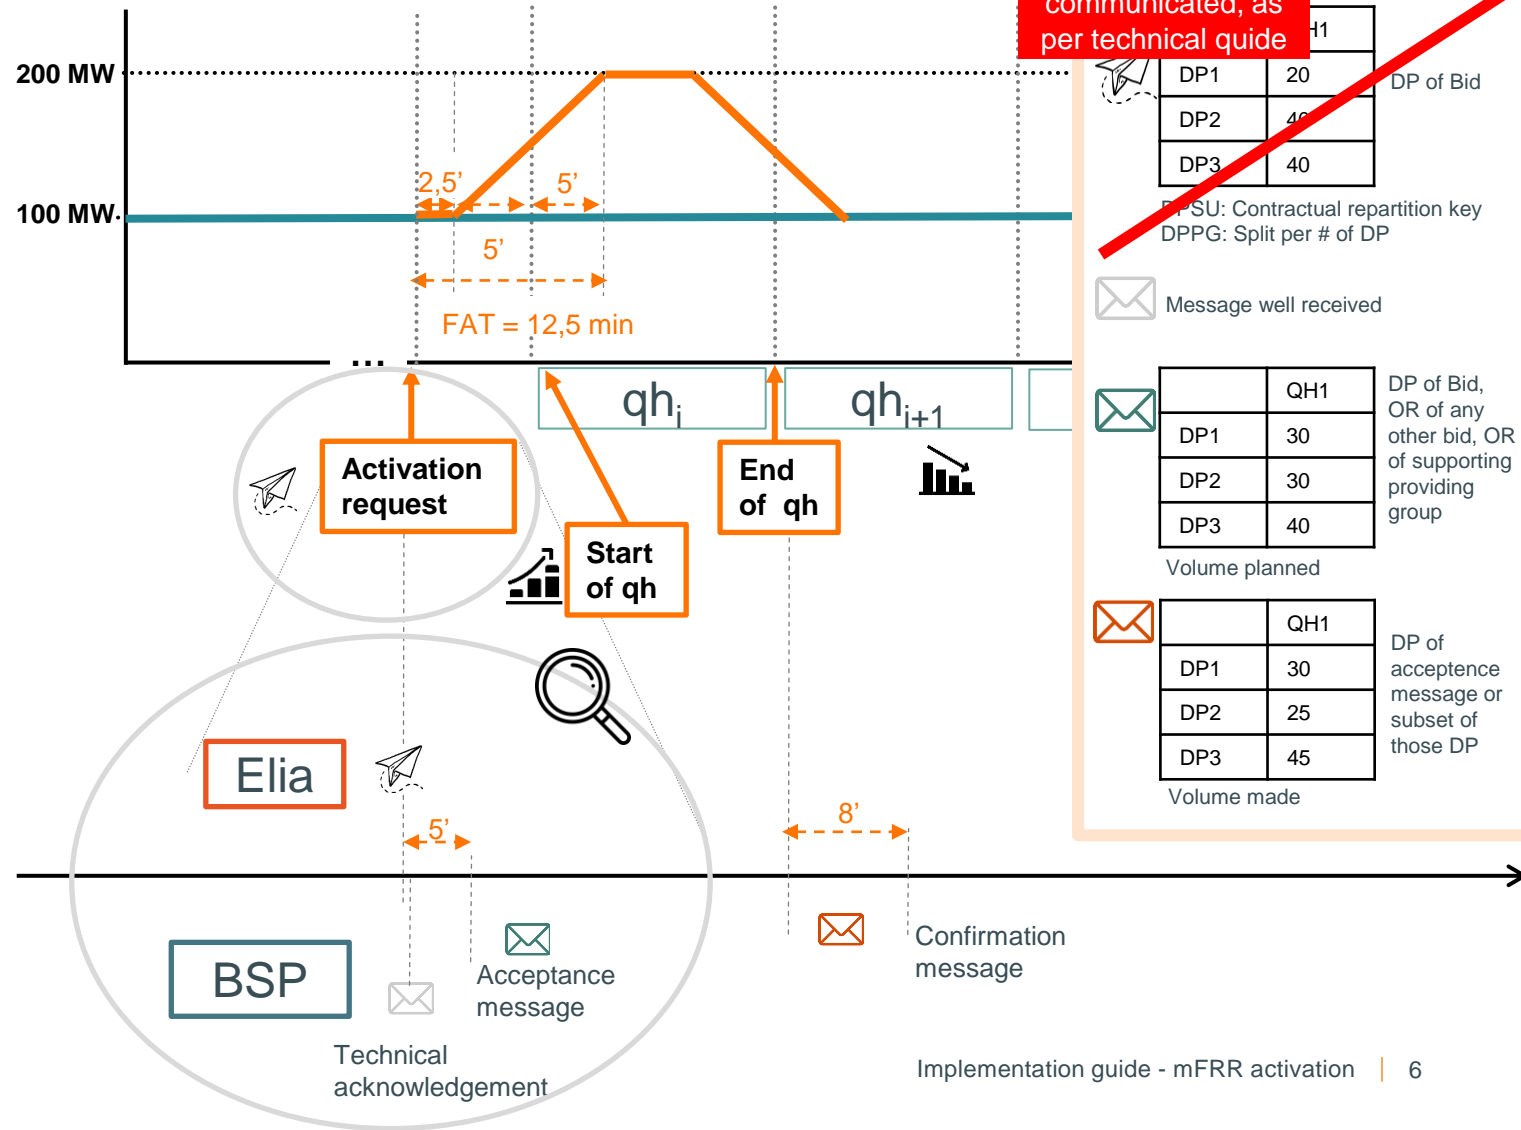 communicated, as
per technical guide
200 MW
100 MW
2,5’
5’
5’
FAT = 12,5 min
...
qhi
qhi+1
Activation
request
Start
of qh
End
of qh
Elia
5’
8’
BSP
Acceptance
message
Technical
acknowledgement
Confirmation
message
H1
DP1 20
DP2 40
DP3 40
DP of Bid
DPSU: Contractual repartition key
DPPG: Split per # of DP
Message well received
QH1
DP1 30
DP2 30
DP3 40
DP of Bid,
OR of any
other bid, OR
of supporting
providing
group
Volume planned
QH1
DP1 30
DP2 25
DP3 45
DP of
acceptence
message or
subset of
those DP
Volume made
Implementation guide - mFRR activation | 6